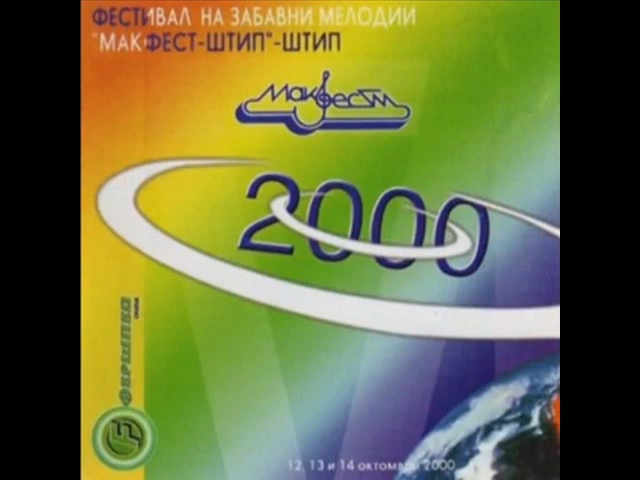 ФЕСТИВАЛ НА ЗАБАВНИ МЕЛОДИИ
"МАКФЕСТ-ШТИП"-ШТИП
Макфест
2000
12, 13 и 14 октомври 2000